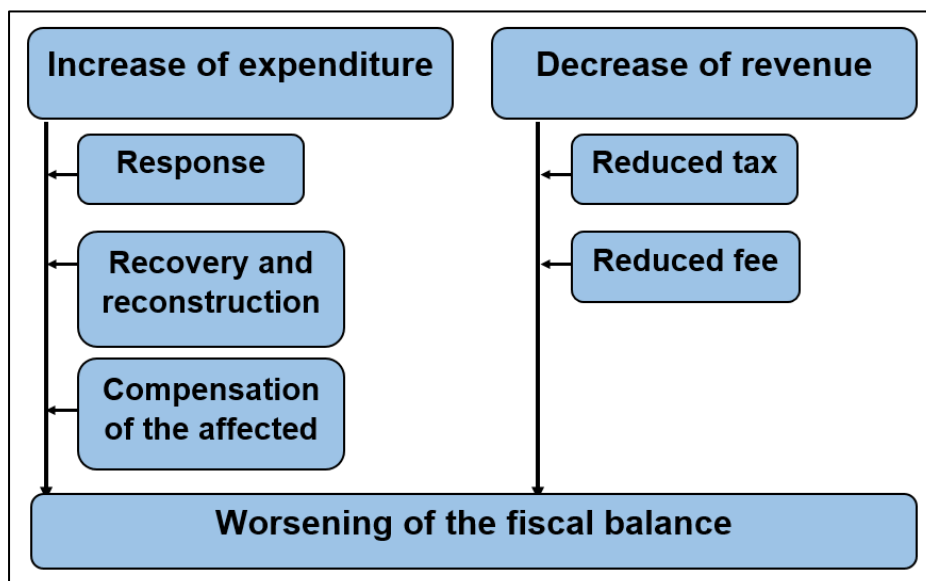 Increase of expenditure
Decrease of revenue
Response
Reduced tax
Recovery and
reconstruction
Reduced fee
Compensation
of the affected
Worsening of the fiscal balance